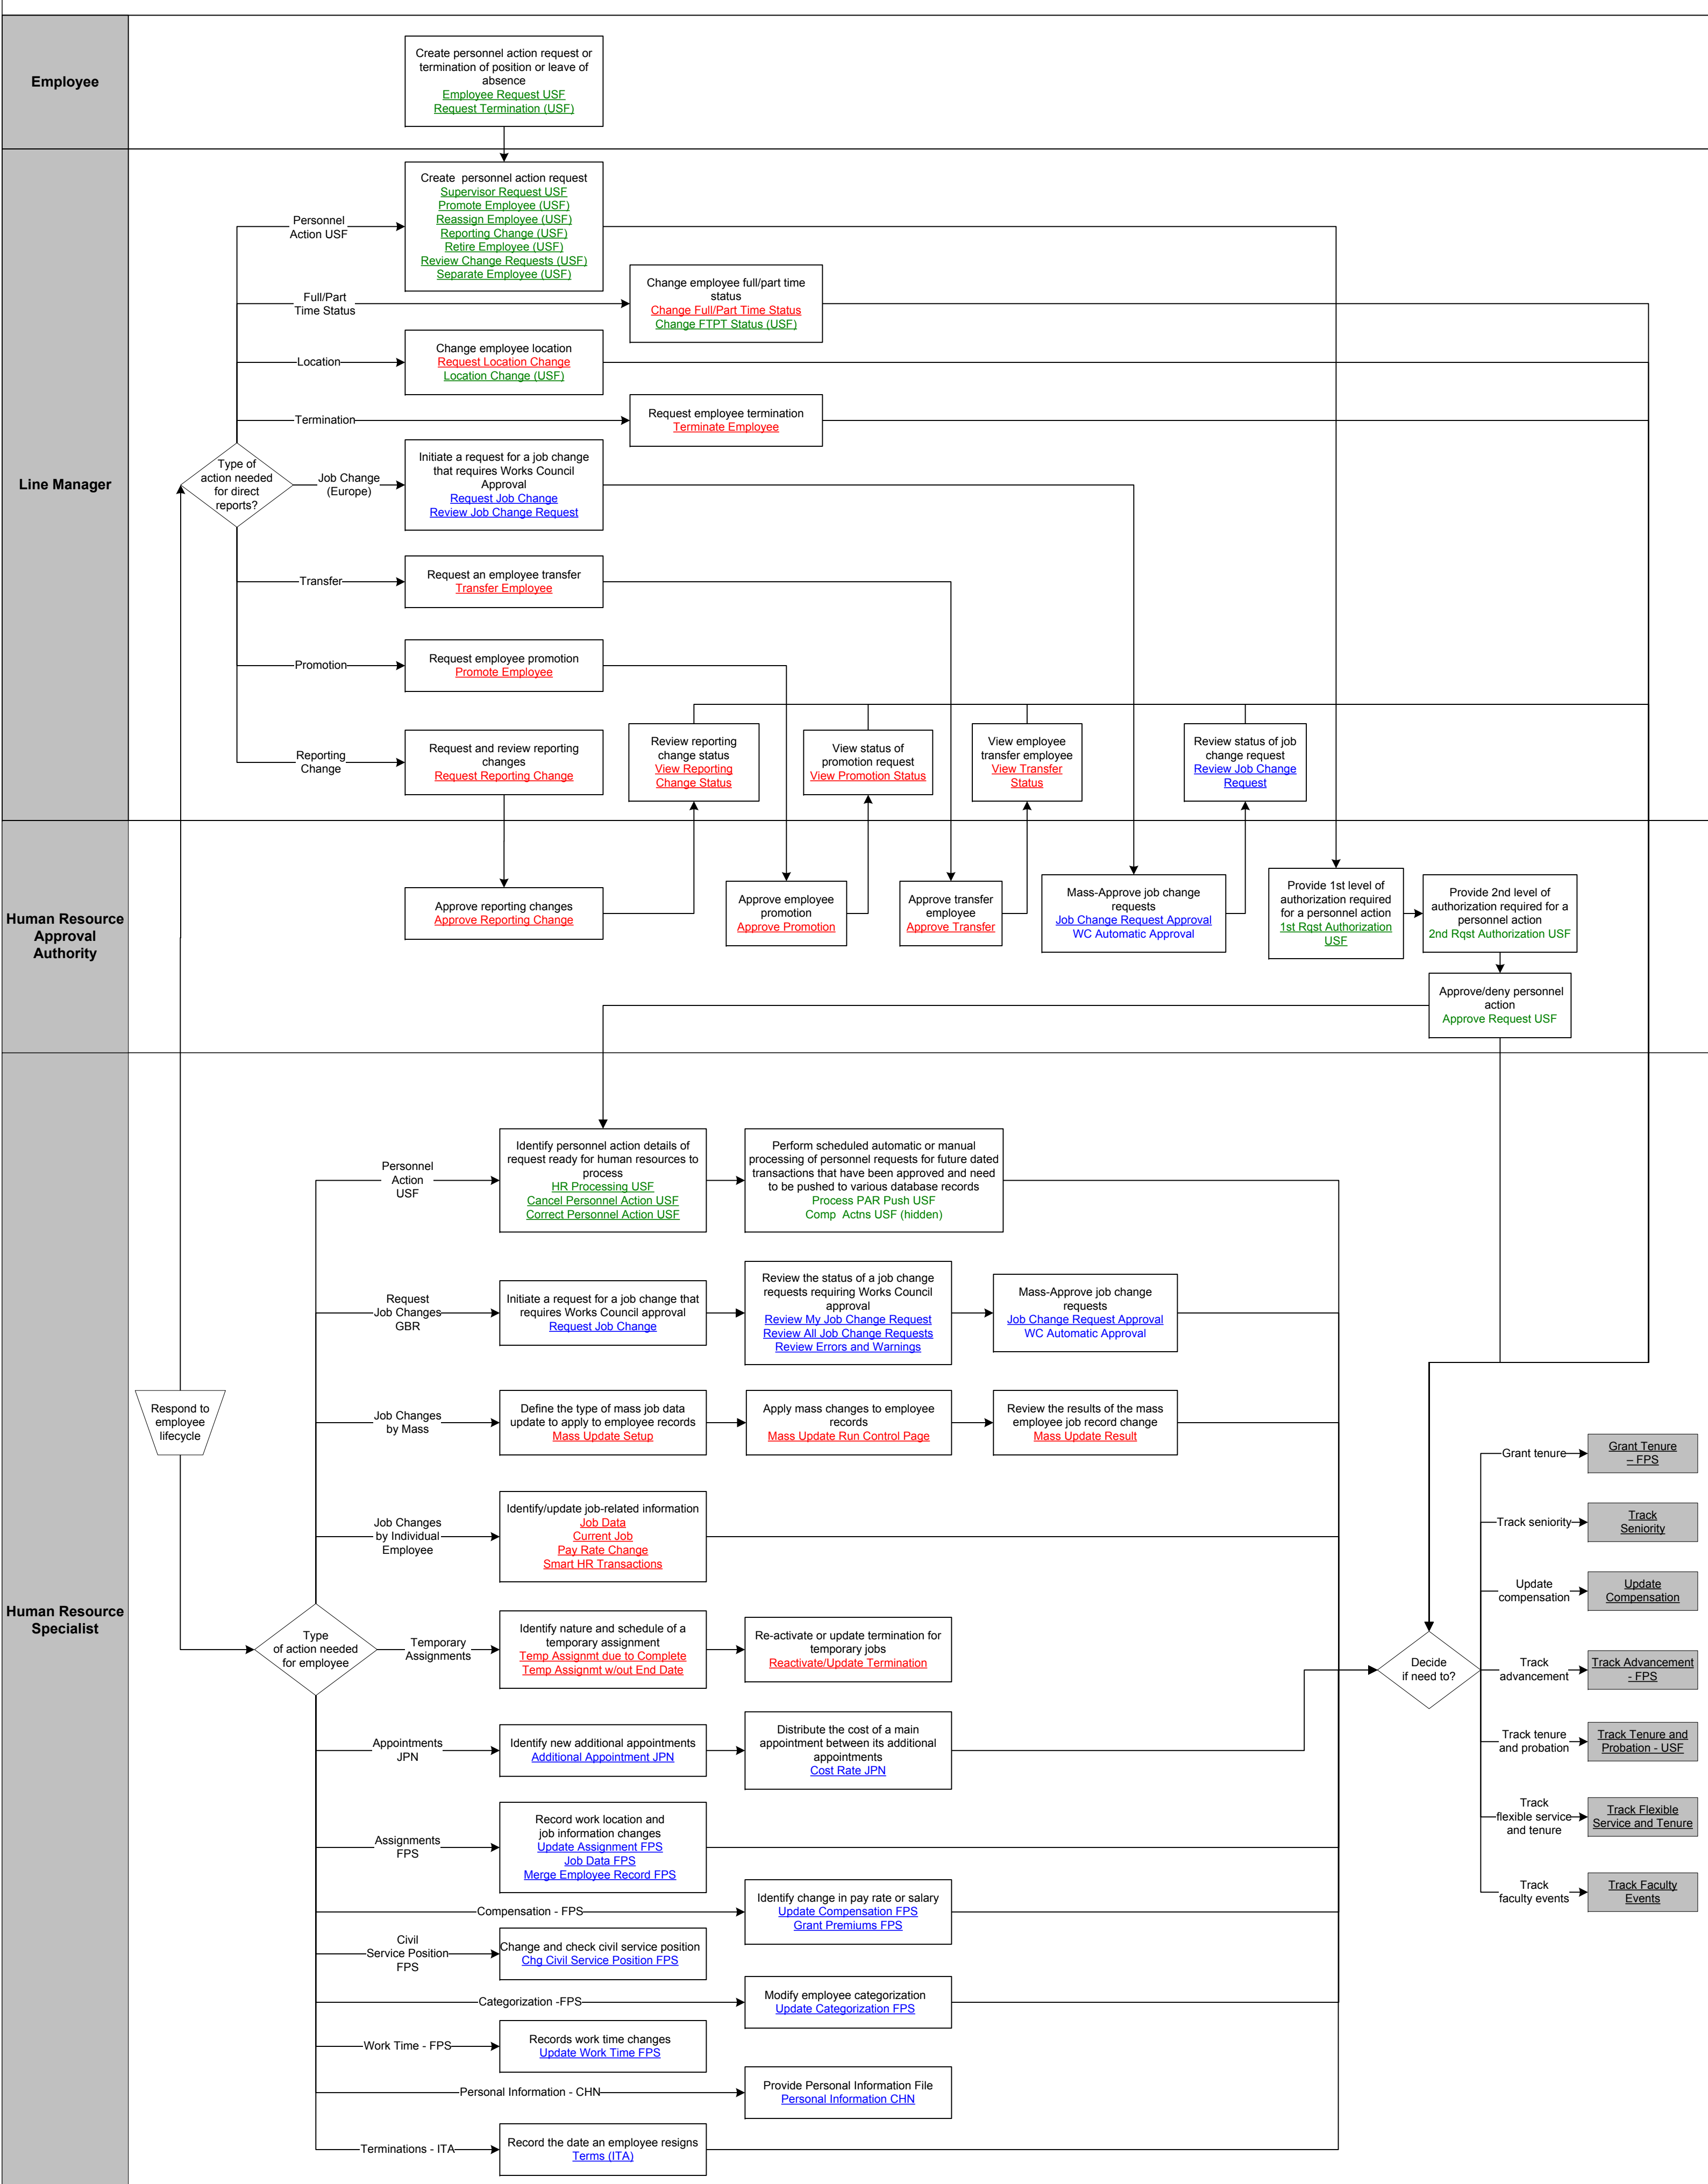 Employee
Create personnel action request or
termination of position or leave of
absence
Employee Request USF
Request Termination (USF)
Line Manager
Type of
action needed
for direct
reports?
Personnel
Action USF
Create  personnel action request
Supervisor Request USF
Promote Employee (USF)
Reassign Employee (USF)
Reporting Change (USF)
Retire Employee (USF)
Review Change Requests (USF)
Separate Employee (USF)
Full/Part
Time Status
Change employee full/part time
status
Change Full/Part Time Status
Change FTPT Status (USF)
Location
Change employee location
Request Location Change
Location Change (USF)
Termination
Request employee termination
Terminate Employee
Job Change
(Europe)
Initiate a request for a job change
that requires Works Council
Approval
Request Job Change
Review Job Change Request
Transfer
Request an employee transfer
Transfer Employee
Promotion
Request employee promotion
Promote Employee
Reporting
Change
Request and review reporting
changes
Request Reporting Change
Review reporting
change status
View Reporting
Change Status
View status of
promotion request
View Promotion Status
View employee
transfer employee
View Transfer
Status
Review status of job
change request
Review Job Change
Request
Human Resource
Approval
Authority
Approve reporting changes
Approve Reporting Change
Approve employee
promotion
Approve Promotion
Approve transfer
employee
Approve Transfer
Mass-Approve job change
requests
Job Change Request Approval
WC Automatic Approval
Provide 1st level of
authorization required
for a personnel action
1st Rqst Authorization
USF
Provide 2nd level of
authorization required for a
personnel action
2nd Rqst Authorization USF
Approve/deny personnel
action
Approve Request USF
Human Resource
Specialist
Respond to
employee
lifecycle
Type
of action needed
for employee
Personnel
Action
USF
Identify personnel action details of
request ready for human resources to
process
HR Processing USF
Cancel Personnel Action USF
Correct Personnel Action USF
Perform scheduled automatic or manual
processing of personnel requests for future dated
transactions that have been approved and need
to be pushed to various database records
Process PAR Push USF
Comp  Actns USF (hidden)
Request
Job Changes
GBR
Initiate a request for a job change that
requires Works Council approval
Request Job Change
Review the status of a job change
requests requiring Works Council
approval
Review My Job Change Request
Review All Job Change Requests
Review Errors and Warnings
Mass-Approve job change
requests
Job Change Request Approval
WC Automatic Approval
Job Changes
by Mass
Define the type of mass job data
update to apply to employee records
Mass Update Setup
Apply mass changes to employee
records
Mass Update Run Control Page
Review the results of the mass
employee job record change
Mass Update Result
Job Changes
by Individual
Employee
Identify/update job-related information
Job Data
Current Job
Pay Rate Change
Smart HR Transactions
Temporary
Assignments
Identify nature and schedule of a
temporary assignment
Temp Assignmt due to Complete
Temp Assignmt w/out End Date
Re-activate or update termination for
temporary jobs
Reactivate/Update Termination
Appointments
JPN
Identify new additional appointments
Additional Appointment JPN
Distribute the cost of a main
appointment between its additional
appointments
Cost Rate JPN
Assignments
FPS
Record work location and
job information changes
Update Assignment FPS
Job Data FPS
Merge Employee Record FPS
Compensation - FPS
Identify change in pay rate or salary
Update Compensation FPS
Grant Premiums FPS
Civil
Service Position
FPS
Change and check civil service position
Chg Civil Service Position FPS
Categorization -FPS
Modify employee categorization
Update Categorization FPS
Work Time - FPS
Records work time changes
Update Work Time FPS
Personal Information - CHN
Provide Personal Information File
Personal Information CHN
Terminations - ITA
Record the date an employee resigns
Terms (ITA)
Decide
if need to?
Grant tenure
Grant Tenure
– FPS
Track seniority
Track
Seniority
Update
compensation
Update
Compensation
Track
advancement
Track Advancement
- FPS
Track tenure
and probation
Track Tenure and
Probation - USF
Track
flexible service
and tenure
Track Flexible
Service and Tenure
Track
faculty events
Track Faculty
Events